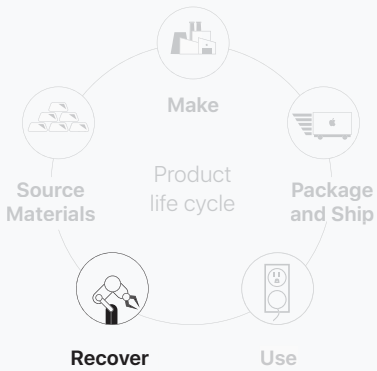 Make
Product
life cycle
Source
Materials
Package
and Ship
Recover
Use